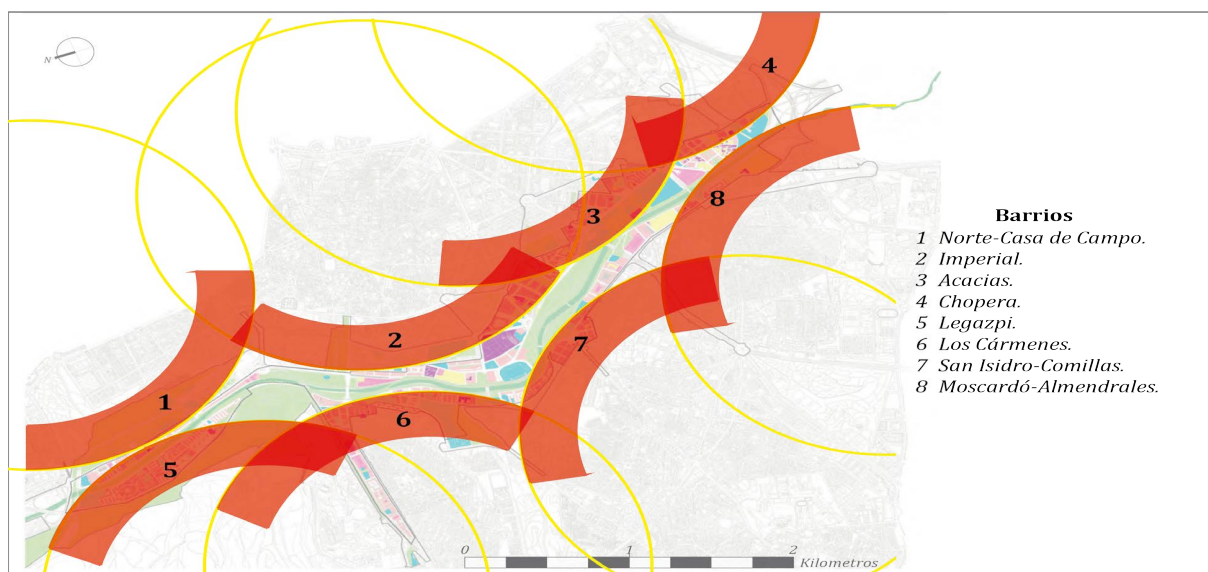 N
4
3
8
2
7
1
6
5
0 1 2
Kilometros
Barrios
1 Norte-Casa de Campo.
2 Imperial.
3 Acacias.
4 Chopera.
5 Legazpi.
6 Los Cármenes.
7 San Isidro-Comillas.
8 Moscardó-Almendrales.